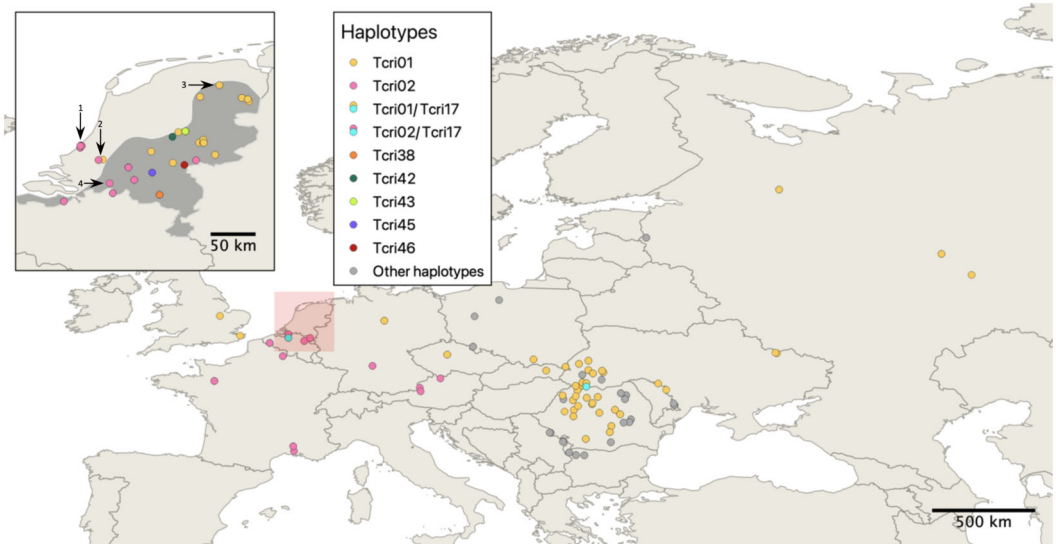 Haplotypes
Tcri01
Tcri02
Tcri01/Tcri17
Tcri02/Tcri17
Tcri38
Tcri42
Tcri43
Tcri45
Tcri46
Other haplotypes
3
1
2
4
50 km
500 km